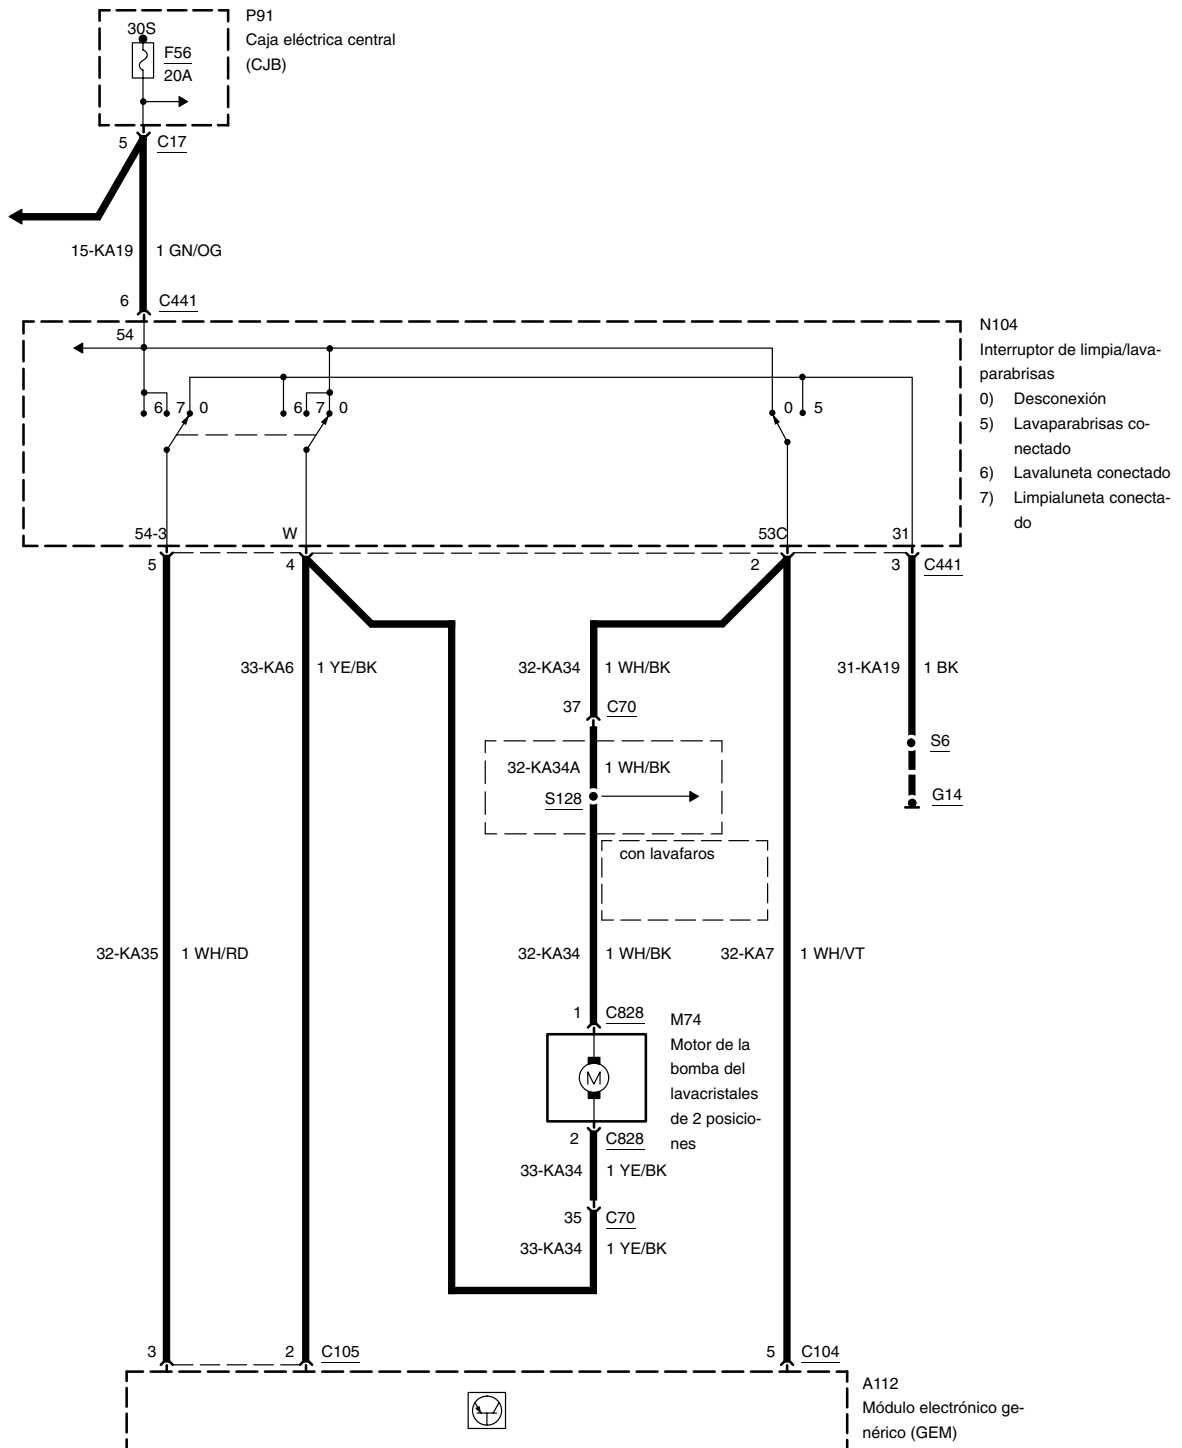 P91
Caja eléctrica central
(CJB)
30S
F56
20A
5
C17
15-KA19
1 GN/OG
6
C441
54
N104
Interruptor de limpia/lava-
parabrisas
0) Desconexión
5) Lavaparabrisas co-
nectado
6) Lavaluneta conectado
7) Limpialuneta conecta-
do
6 7 0
6 7 0
0 5
54-3
W
53C
31
5
4
2
3
C441
33-KA6
1 YE/BK
32-KA34
1 WH/BK
31-KA19
1 BK
37
C70
S6
32-KA34A
1 WH/BK
S128
G14
con lavafaros
32-KA35
1 WH/RD
32-KA34
1 WH/BK
32-KA7
1 WH/VT
1
C828
M74
Motor de la
bomba del
lavacristales
de 2 posicio-
nes
M
2
C828
33-KA34
1 YE/BK
35
C70
33-KA34
1 YE/BK
3
2
C105
5
C104
A112
Módulo electrónico ge-
nérico (GEM)